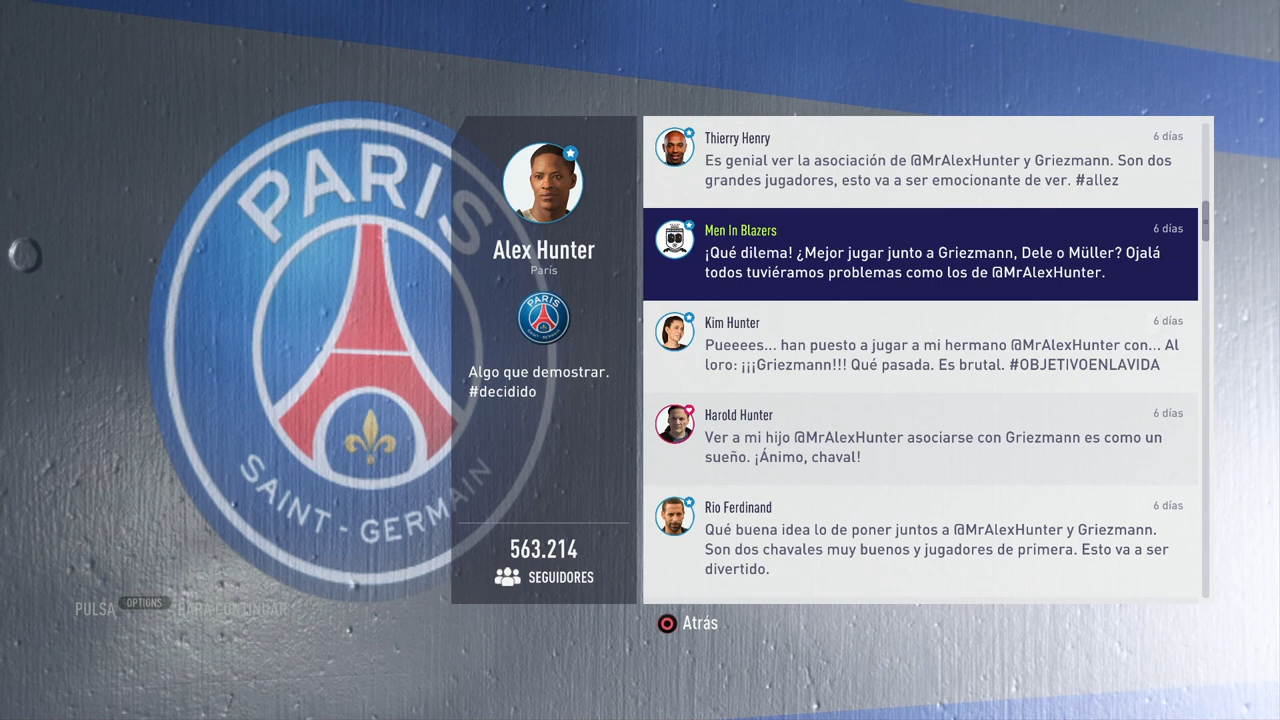 PARIS
SAINT - GERMAIN
Alex Hunter
París
PARIS
SAINT-GERMAIN
Algo que demostrar.
#decidido
563.214
SEGUIDORES
PULSA OPTIONS PARA CONTINUAR
Thierry Henry
6 días
Es genial ver la asociación de @MrAlexHunter y Griezmann. Son dos
grandes jugadores, esto va a ser emocionante de ver. #allez
Men In Blazers
6 días
¡Qué dilema! ¿Mejor jugar junto a Griezmann, Dele o Müller? Ojalá
todos tuviéramos problemas como los de @MrAlexHunter.
Kim Hunter
6 días
Pueeees... han puesto a jugar a mi hermano @MrAlexHunter con... Al
loro: ¡¡¡Griezmann!!! Qué pasada. Es brutal. #OBJETIVOENLAVIDA
Harold Hunter
6 días
Ver a mi hijo @MrAlexHunter asociarse con Griezmann es como un
sueño. ¡Ánimo, chaval!
Rio Ferdinand
6 días
Qué buena idea lo de poner juntos a @MrAlexHunter y Griezmann.
Son dos chavales muy buenos y jugadores de primera. Esto va a ser
divertido.
Atrás